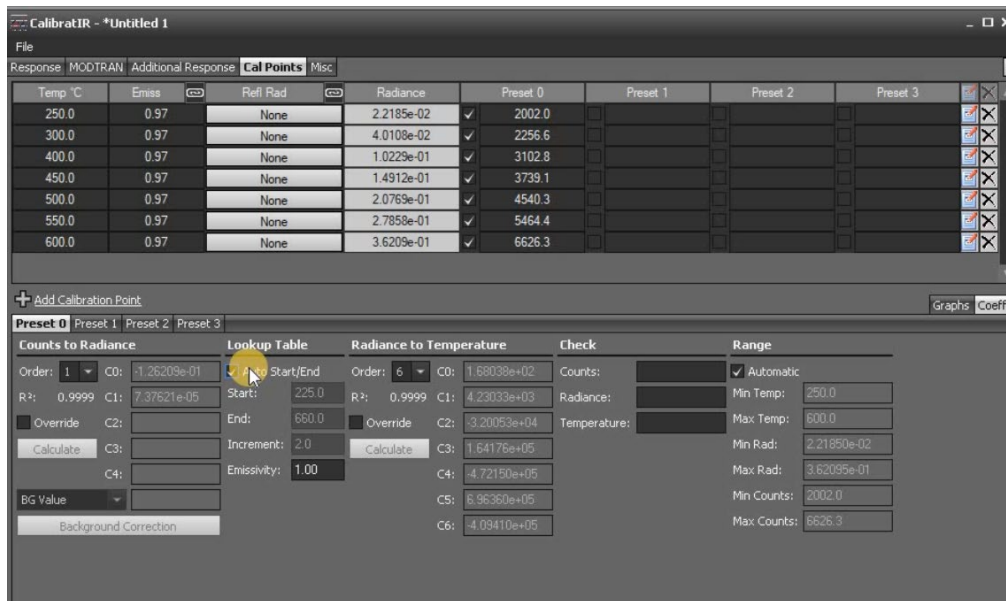 CalibratIR - *Untitled 1
File
Response MODTRAN Additional Response Cal Points Misc
Temp °C Emiss Refl Rad Radiance Preset 0 Preset 1 Preset 2 Preset 3
250.0 0.97 None 2.2185e-02 2002.0
300.0 0.97 None 4.0108e-02 2256.6
400.0 0.97 None 1.0229e-01 3102.8
450.0 0.97 None 1.4912e-01 3739.1
500.0 0.97 None 2.0769e-01 4540.3
550.0 0.97 None 2.7858e-01 5464.4
600.0 0.97 None 3.6209e-01 6626.3
Add Calibration Point
Graphs Coeff
Preset 0 Preset 1 Preset 2 Preset 3
Counts to Radiance Lookup Table Radiance to Temperature Check Range
Order: 1 C0: -1.26209e-01 Auto Start/End Order: 6 C0: 1.68038e+02 Counts: Automatic
R²: 0.9999 C1: 7.37621e-05 Start: 225.0 R²: 0.9999 C1: 4.23033e+03 Radiance: Min Temp: 250.0
Override C2: End: 660.0 Override C2: -3.20053e+04 Temperature: Max Temp: 600.0
Calculate C3: Increment: 2.0 Calculate C3: 1.64176e+05 Min Rad: 2.21850e-02
C4: Emissivity: 1.00 C4: -4.72150e+05 Max Rad: 3.62095e-01
BG Value C5: 6.96360e+05 Min Counts: 2002.0
Background Correction C6: -4.09410e+05 Max Counts: 6626.3